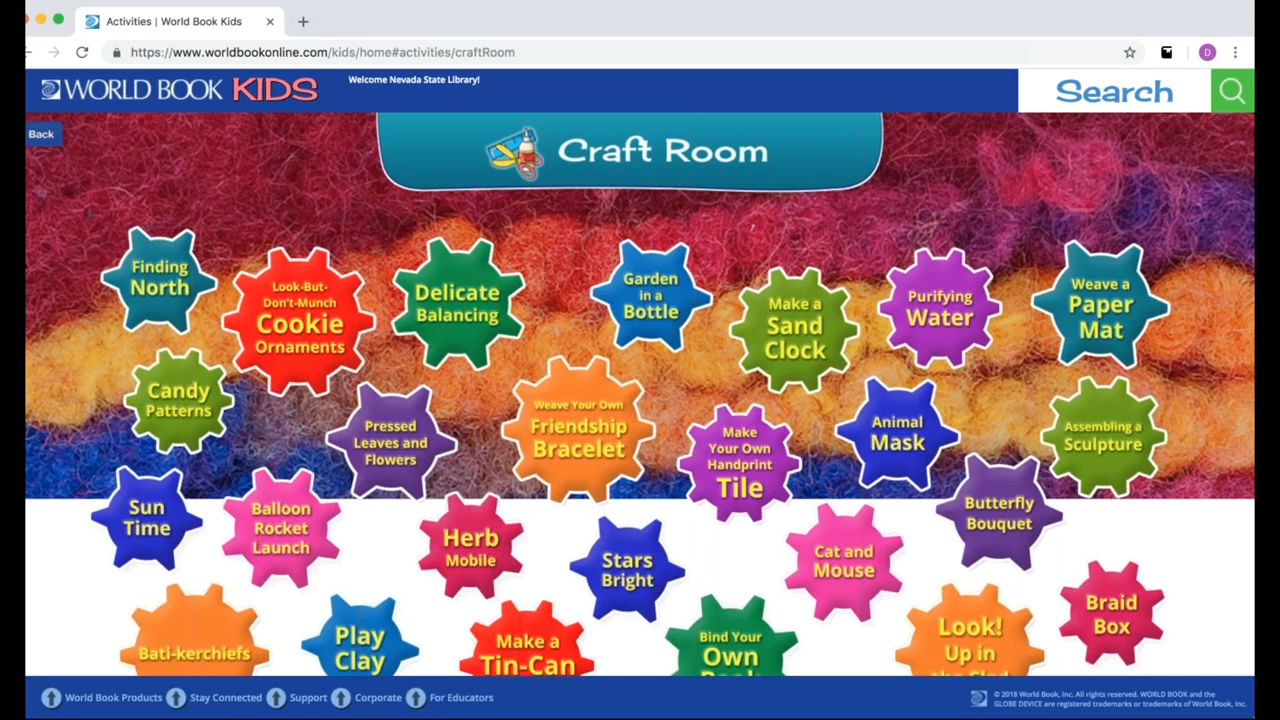 Activities | World Book Kids
https://www.worldbookonline.com/kids/home#activities/craftRoom
D
WORLD BOOK KIDS
Welcome Nevada State Library!
Search
Back
Craft Room
Finding
North
Look-But-
Don't-Munch
Cookie
Ornaments
Delicate
Balancing
Garden
in a
Bottle
Make a
Sand
Clock
Purifying
Water
Weave a
Paper
Mat
Candy
Patterns
Pressed
Leaves and
Flowers
Weave Your Own
Friendship
Bracelet
Make
Your Own
Handprint
Tile
Animal
Mask
Assembling a
Sculpture
Sun
Time
Balloon
Rocket
Launch
Herb
Mobile
Stars
Bright
Cat and
Mouse
Butterfly
Bouquet
Bati-kerchiefs
Play
Clay
Make a
Tin-Can
Bind Your
Own
Book
Look!
Up in
the Sky!
Braid
Box
World Book Products
Stay Connected
Support
Corporate
For Educators
© 2018 World Book, Inc. All rights reserved. WORLD BOOK and the
GLOBE DEVICE are registered trademarks or trademarks of World Book, Inc.